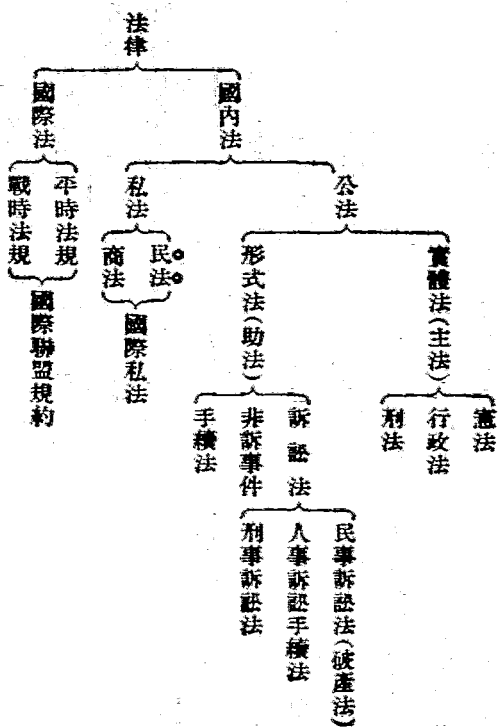 法律
國內法
公法
實體法(主法)
憲法
行政法
刑法
形式法(助法)
訴訟法
民事訴訟法(破產法)
人事訴訟手續法
刑事訴訟法
非訴事件
手續法
私法
民法
商法
國際私法
國際法
平時法規
戰時法規
國際聯盟規約